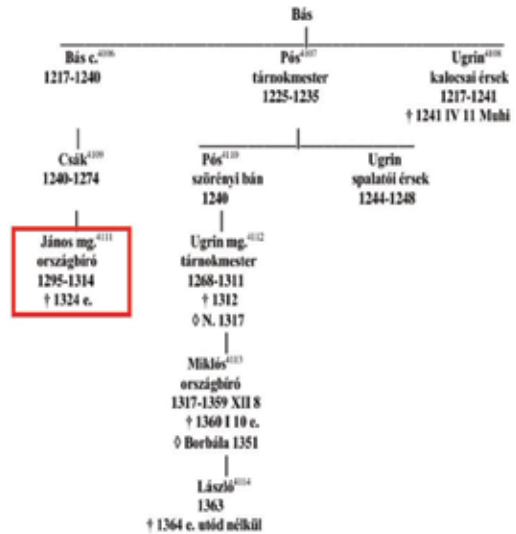 Bás
Bás c.4106
1217-1240
Pós4107
tárnokmester
1225-1235
Ugrin4108
kalocsai érsek
1217-1241
† 1241 IV 11 Muhi
Csák4109
1240-1274
Pós4110
szörényi bán
1240
Ugrin
spalatói érsek
1244-1248
János mg.4111
országbíró
1295-1314
† 1324 e.
Ugrin mg.4112
tárnokmester
1268-1311
† 1312
◊ N. 1317
Miklós4113
országbíró
1317-1359 XII 8
† 1360 I 10 e.
◊ Borbála 1351
László4114
1363
† 1364 e. utód nélkül